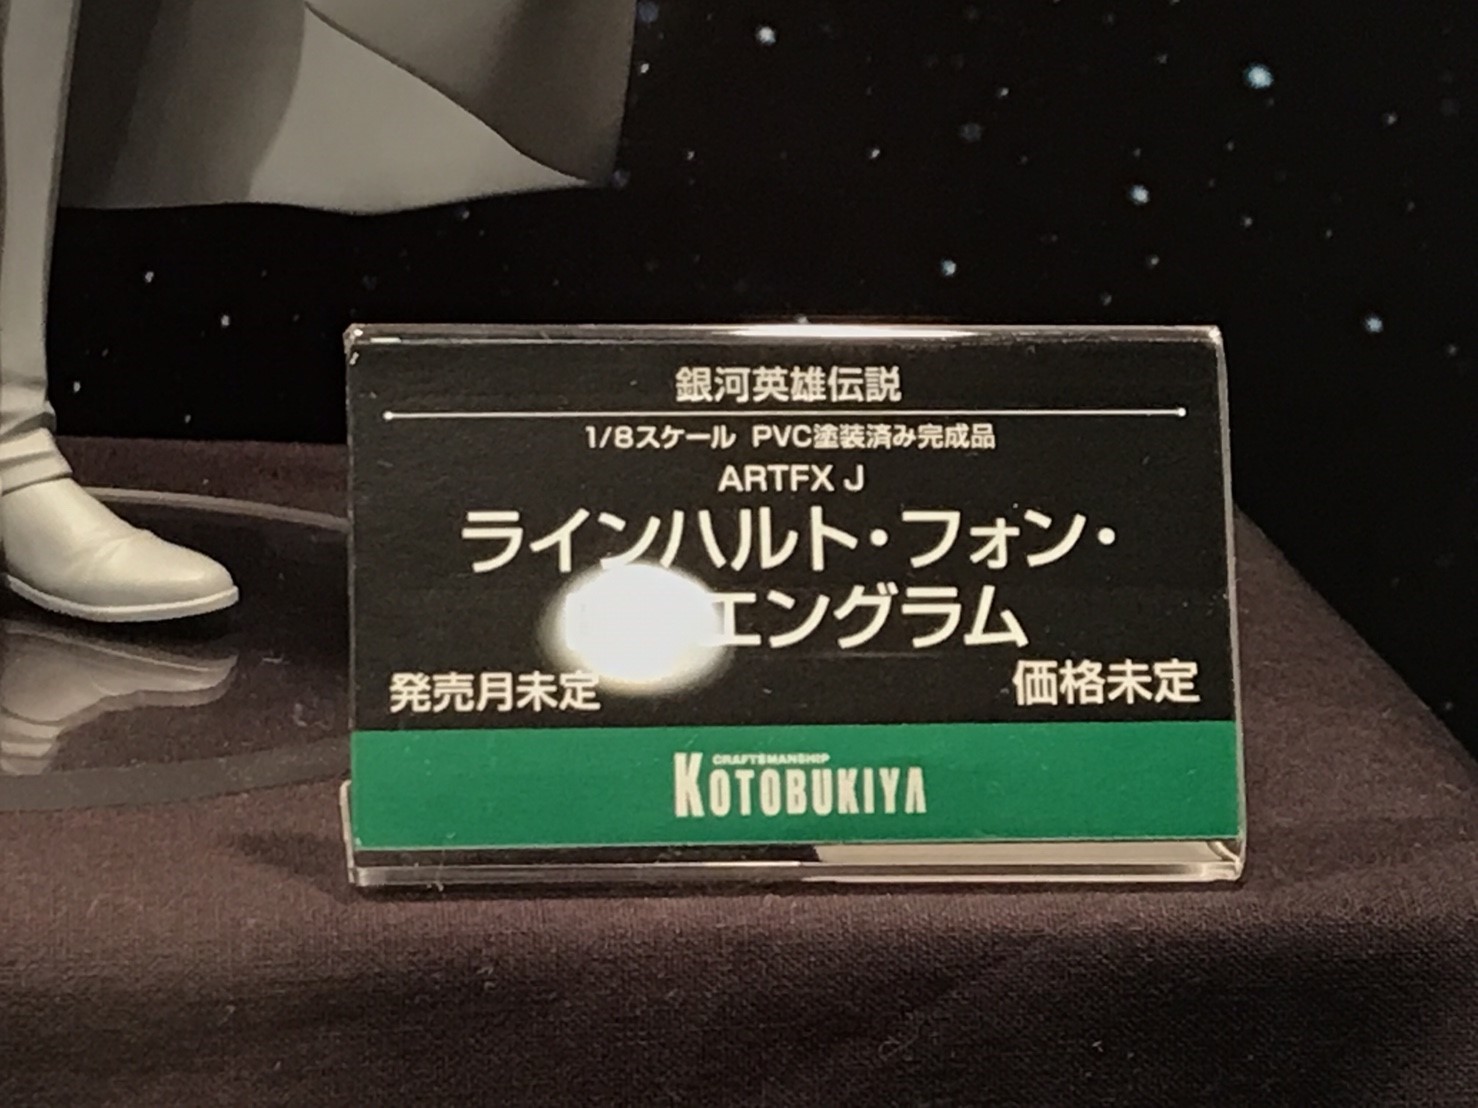 銀河英雄伝説
1/8スケール PVC塗装済み完成品
ARTFX J
ラインハルト・フォン・
エングラム
発売月未定 価格未定
CRAFTSMANSHIP
KOTOBUKIYA